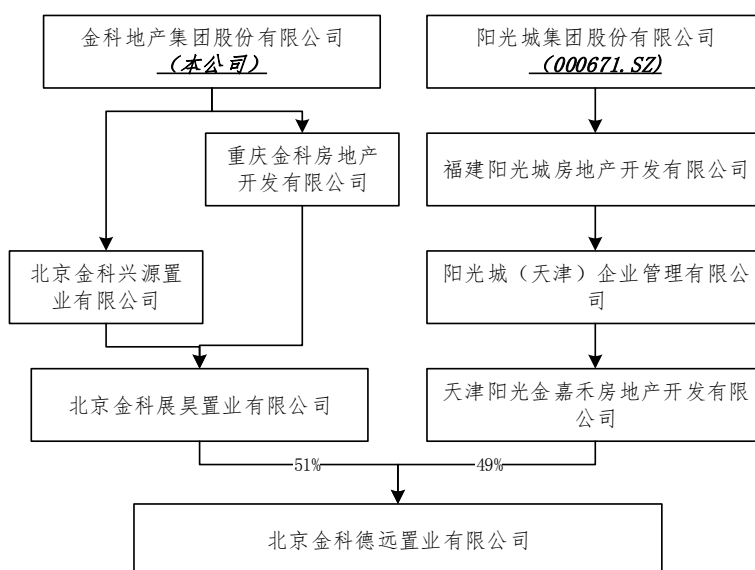 金科地产集团股份有限公司
（本公司）
阳光城集团股份有限公司
(000671.SZ)
重庆金科房地产
开发有限公司
福建阳光城房地产开发有限公司
北京金科兴源置
业有限公司
阳光城（天津）企业管理有限公
司
北京金科展昊置业有限公司
天津阳光金嘉禾房地产开发有限
公司
51%
49%
北京金科德远置业有限公司